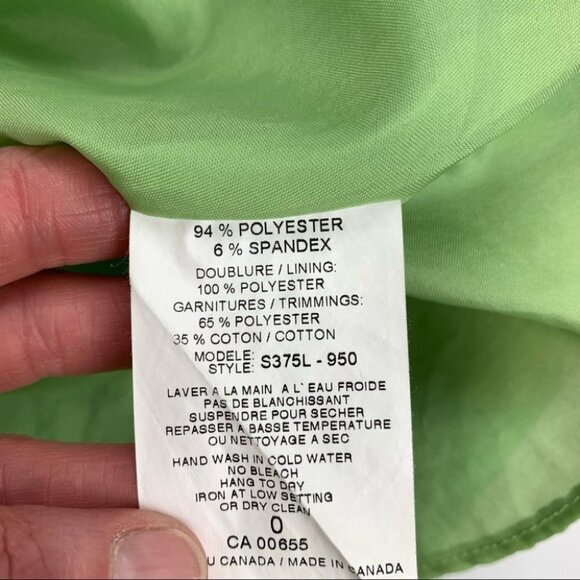 94 % POLYESTER
6 % SPANDEX
DOUBLURE / LINING:
100 % POLYESTER
GARNITURES / TRIMMINGS:
65 % POLYESTER
35 % COTON / COTTON
MODELE:
STYLE: S375L - 950
LAVER A LA MAIN A L' EAU FROIDE
PAS DE BLANCHISSANT
SUSPENDRE POUR SECHER
REPASSER A BASSE TEMPERATURE
OU NETTOYAGE A SEC
HAND WASH IN COLD WATER
NO BLEACH
HANG TO DRY
IRON AT LOW SETTING
OR DRY CLEAN
0
CA 00655
U CANADA / MADE IN CANADA